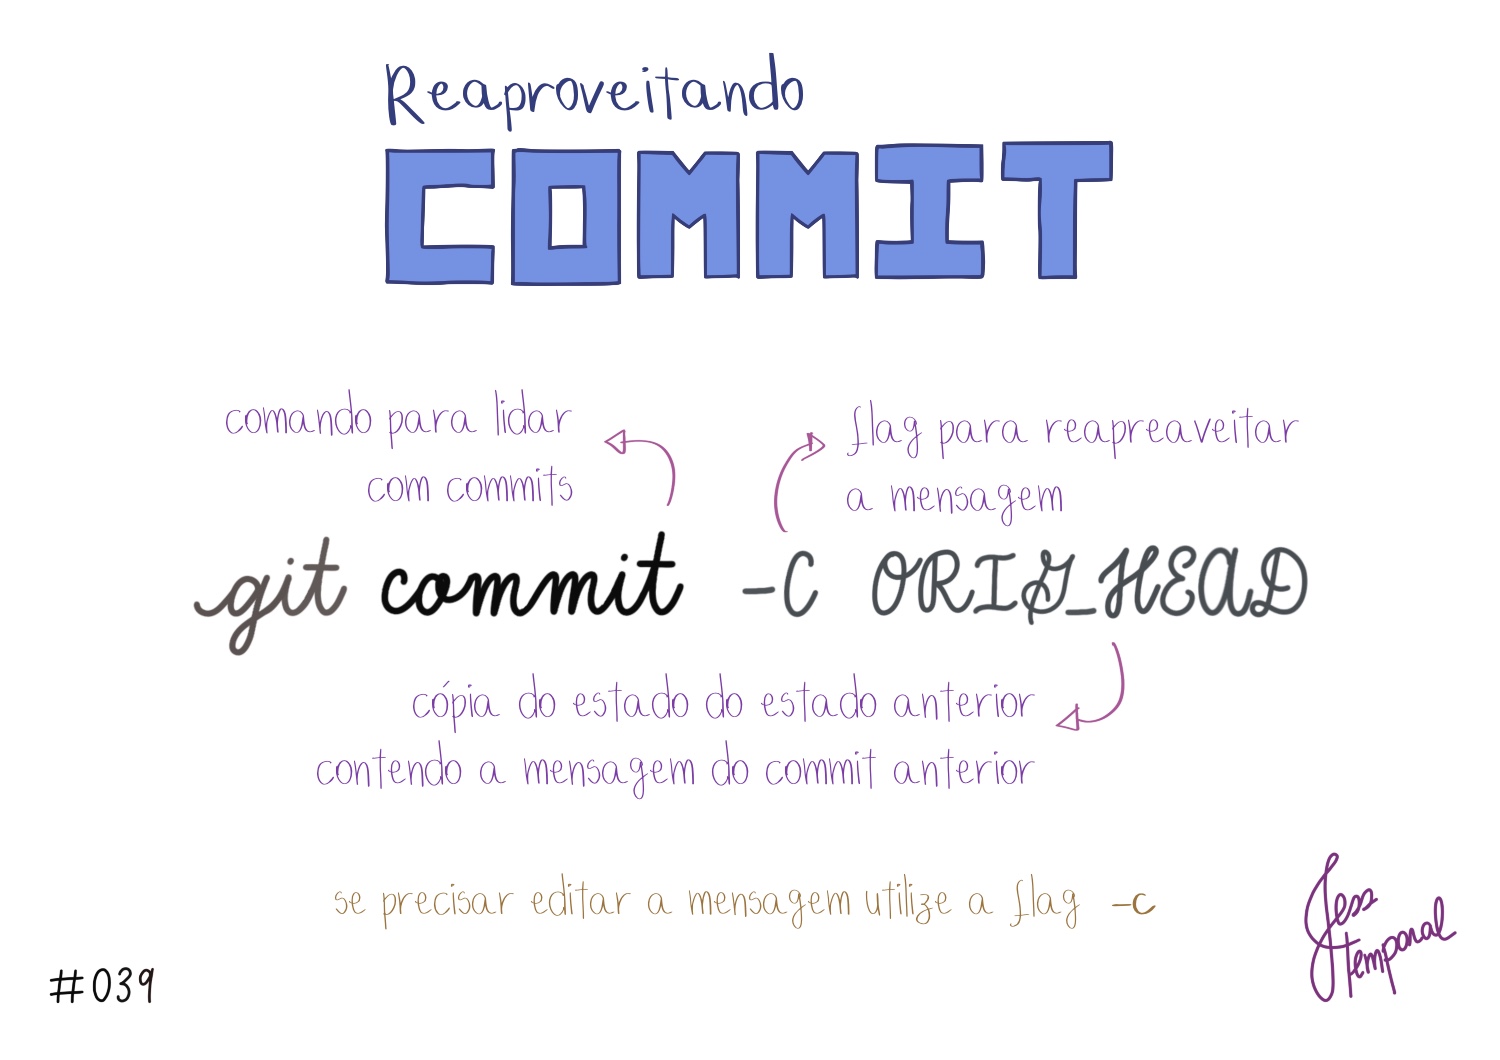 Reaproveitando
COMMIT
comando para lidar
com commits
flag para reapreaveitar
a mensagem
git commit -C ORIG_HEAD
cópia do estado do estado anterior
contendo a mensagem do commit anterior
se precisar editar a mensagem utilize a flag -c
Jess
temporal
#039